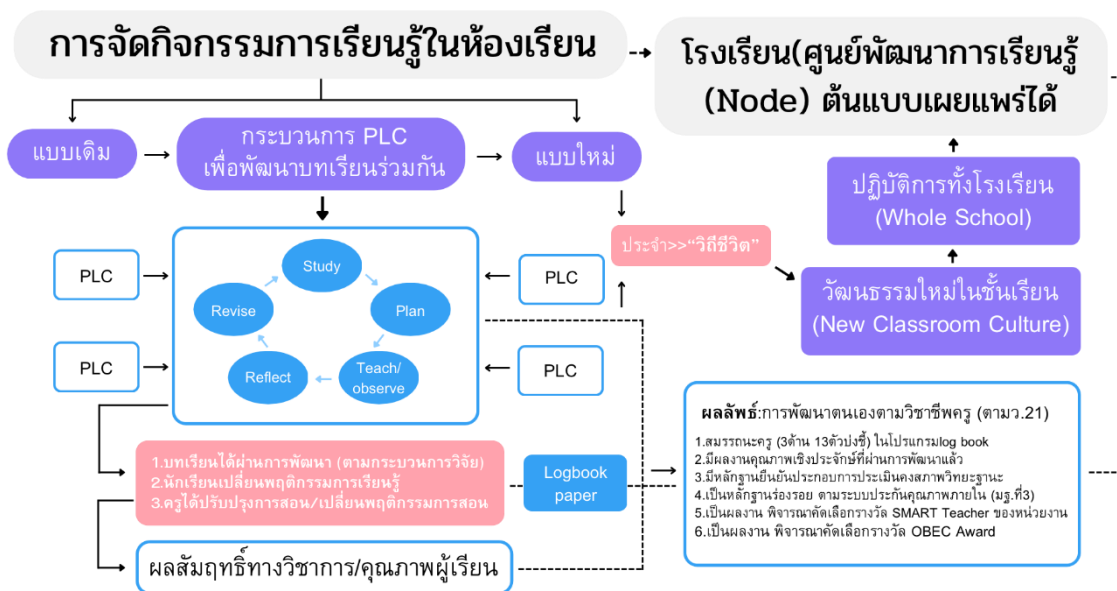 การจัดกิจกรรมการเรียนรู้ในห้องเรียน
โรงเรียน(ศูนย์พัฒนาการเรียนรู้
(Node) ต้นแบบเผยแพร่ได้
แบบเดิม
กระบวนการ PLC
เพื่อพัฒนาบทเรียนร่วมกัน
แบบใหม่
ปฏิบัติการทั้งโรงเรียน
(Whole School)
ประจำ>>“วิถีชีวิต”
วัฒนธรรมใหม่ในชั้นเรียน
(New Classroom Culture)
PLC
PLC
PLC
PLC
Study
Plan
Teach/
observe
Reflect
Revise
1.บทเรียนได้ผ่านการพัฒนา (ตามกระบวนการวิจัย)
2.นักเรียนเปลี่ยนพฤติกรรมการเรียนรู้
3.ครูได้ปรับปรุงการสอน/เปลี่ยนพฤติกรรมการสอน
Logbook
paper
ผลสัมฤทธิ์ทางวิชาการ/คุณภาพผู้เรียน
ผลลัพธ์:การพัฒนาตนเองตามวิชาชีพครู (ตามว.21)
1.สมรรถนะครู (3ด้าน 13ตัวบ่งชี้) ในโปรแกรมlog book
2.มีผลงานคุณภาพเชิงประจักษ์ที่ผ่านการพัฒนาแล้ว
3.มีหลักฐานยืนยันประกอบการประเมินคงสภาพวิทยะฐานะ
4.เป็นหลักฐานร่องรอย ตามระบบประกันคุณภาพภายใน (มฐ.ที่3)
5.เป็นผลงาน พิจารณาคัดเลือกรางวัล SMART Teacher ของหน่วยงาน
6.เป็นผลงาน พิจารณาคัดเลือกรางวัล OBEC Award